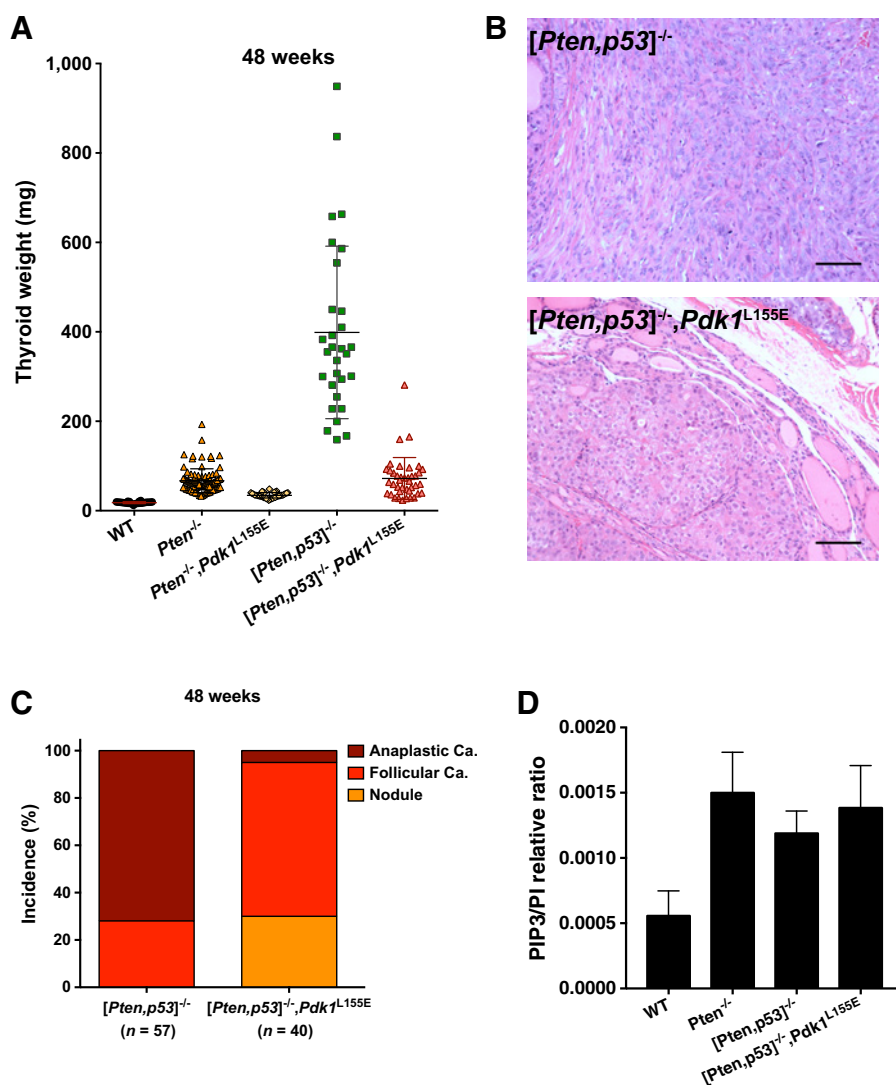 A
48 weeks
1,000
800
600
400
200
0
Thyroid weight (mg)
WT
Pten-/-
Pten-/-,Pdk1L155E
[Pten,p53]-/-
[Pten,p53]-/-,Pdk1L155E
B
[Pten,p53]-/-
[Pten,p53]-/-,Pdk1L155E
C
48 weeks
100
80
60
40
20
0
Incidence (%)
Anaplastic Ca.
Follicular Ca.
Nodule
[Pten,p53]-/-
(n = 57)
[Pten,p53]-/-,Pdk1L155E
(n = 40)
D
0.0020
0.0015
0.0010
0.0005
0.0000
PIP3/PI relative ratio
WT
Pten-/-
[Pten,p53]-/-
[Pten,p53]-/-,Pdk1L155E